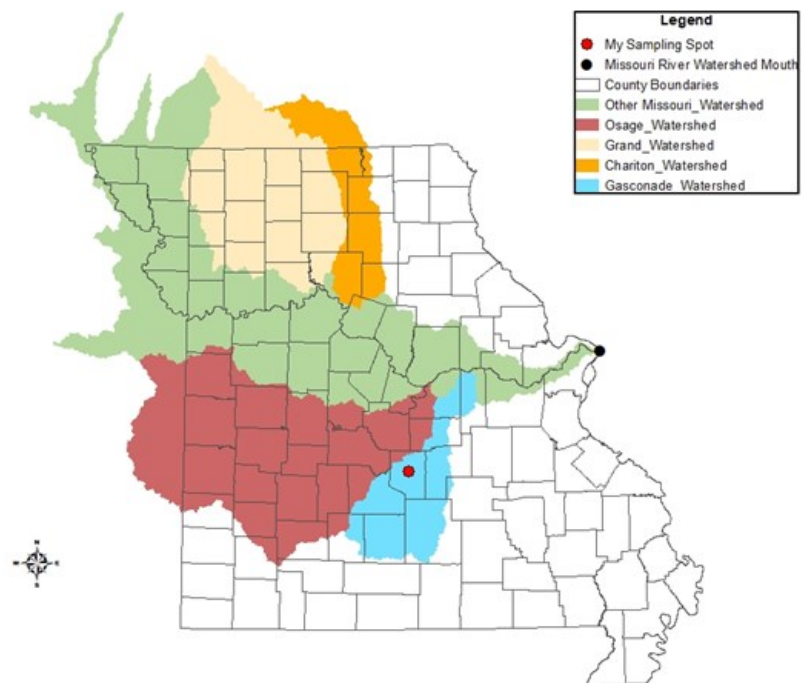 Legend
My Sampling Spot
Missouri River Watershed Mouth
County Boundaries
Other Missouri_Watershed
Osage_Watershed
Grand_Watershed
Chariton_Watershed
Gasconade_Watershed
N
W E
S